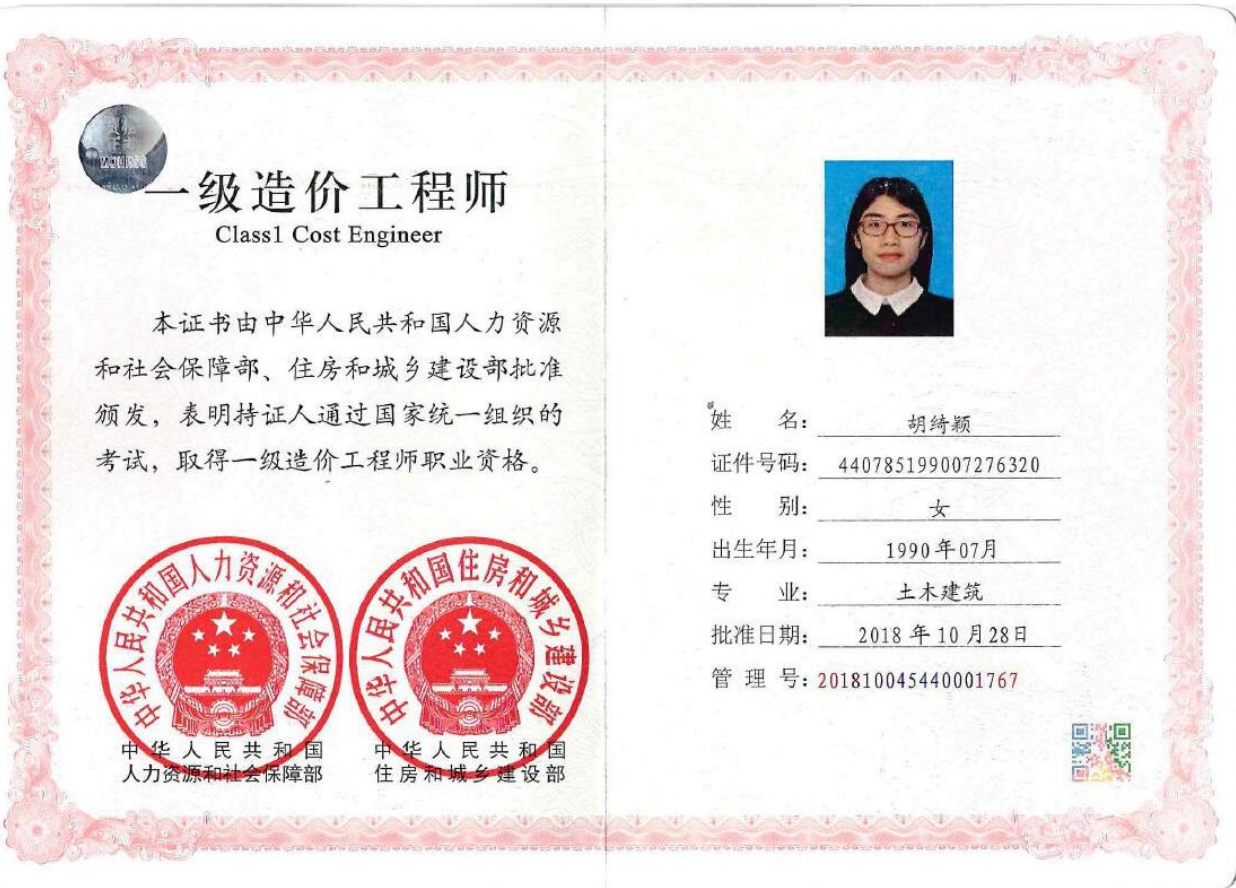 一级造价工程师
Class1 Cost Engineer
本证书由中华人民共和国人力资源
和社会保障部、住房和城乡建设部批准
颁发，表明持证人通过国家统一组织的
考试，取得一级造价工程师职业资格。
中华人民共和国人力资源和社会保障部
中华人民共和国
人力资源和社会保障部
中华人民共和国住房和城乡建设部
中华人民共和国
住房和城乡建设部
姓 名：胡绮颖
证件号码：440785199007276320
性 别：女
出生年月：1990年07月
专 业：土木建筑
批准日期：2018年10月28日
管 理 号：201810045440001767